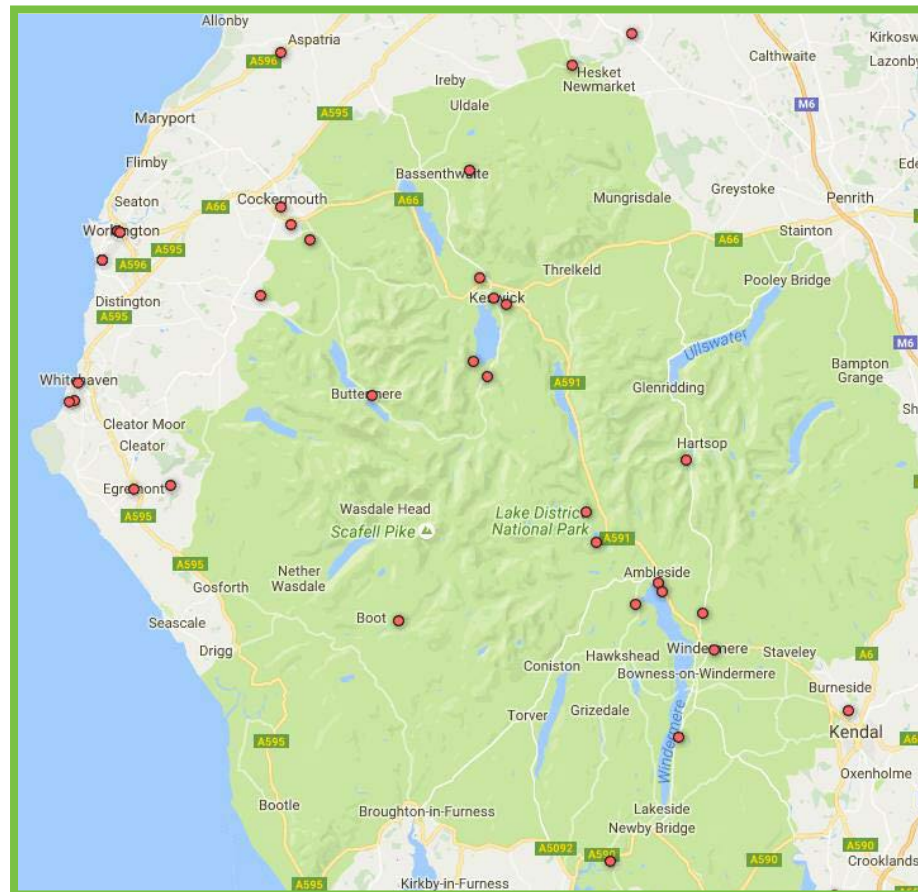 Allonby
Aspatria
A596
Kirkosw
Calthwaite
Lazonby
Hesket
Newmarket
Ireby
Uldale
M6
A595
Maryport
Flimby
Bassenthwaite
Ede
Greystoke
Penrith
Mungrisdale
Seaton
A66
Cockermouth
A66
Workington
A595
A596
Stainton
A66
Threlkeld
Pooley Bridge
Distington
A595
Keswick
Ullswater
M6
Bampton
Grange
Whitehaven
Buttermere
A591
Glenridding
Sh
Cleator Moor
Cleator
Hartsop
Egremont
A595
Wasdale Head
Scafell Pike
Lake District
National Park
A591
A595
Nether
Wasdale
Gosforth
Ambleside
Seascale
Boot
Drigg
Hawkshead
Windermere
Staveley
A6
Coniston
Bowness-on-Windermere
Burneside
Grizedale
Torver
Kendal
A6
A595
Windermere
Oxenholme
Bootle
Broughton-in-Furness
Lakeside
Newby Bridge
A5092
A590
A590
A590
Crooklands
A595
Kirkby-in-Furness